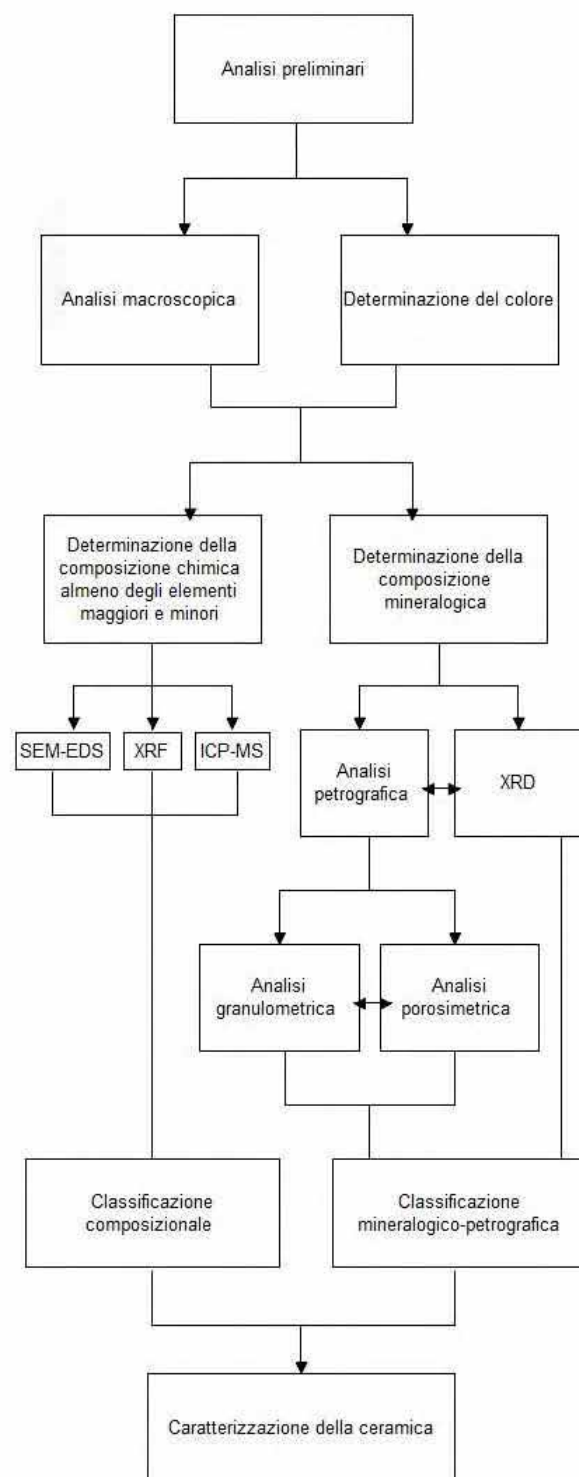 Analisi preliminari
Analisi macroscopica
Determinazione del colore
Determinazione della
composizione chimica
almeno degli elementi
maggiori e minori
Determinazione della
composizione
mineralogica
SEM-EDS
XRF
ICP-MS
Analisi
petrografica
XRD
Analisi
granulometrica
Analisi
porosimetrica
Classificazione
composizionale
Classificazione
mineralogico-petrografica
Caratterizzazione della ceramica